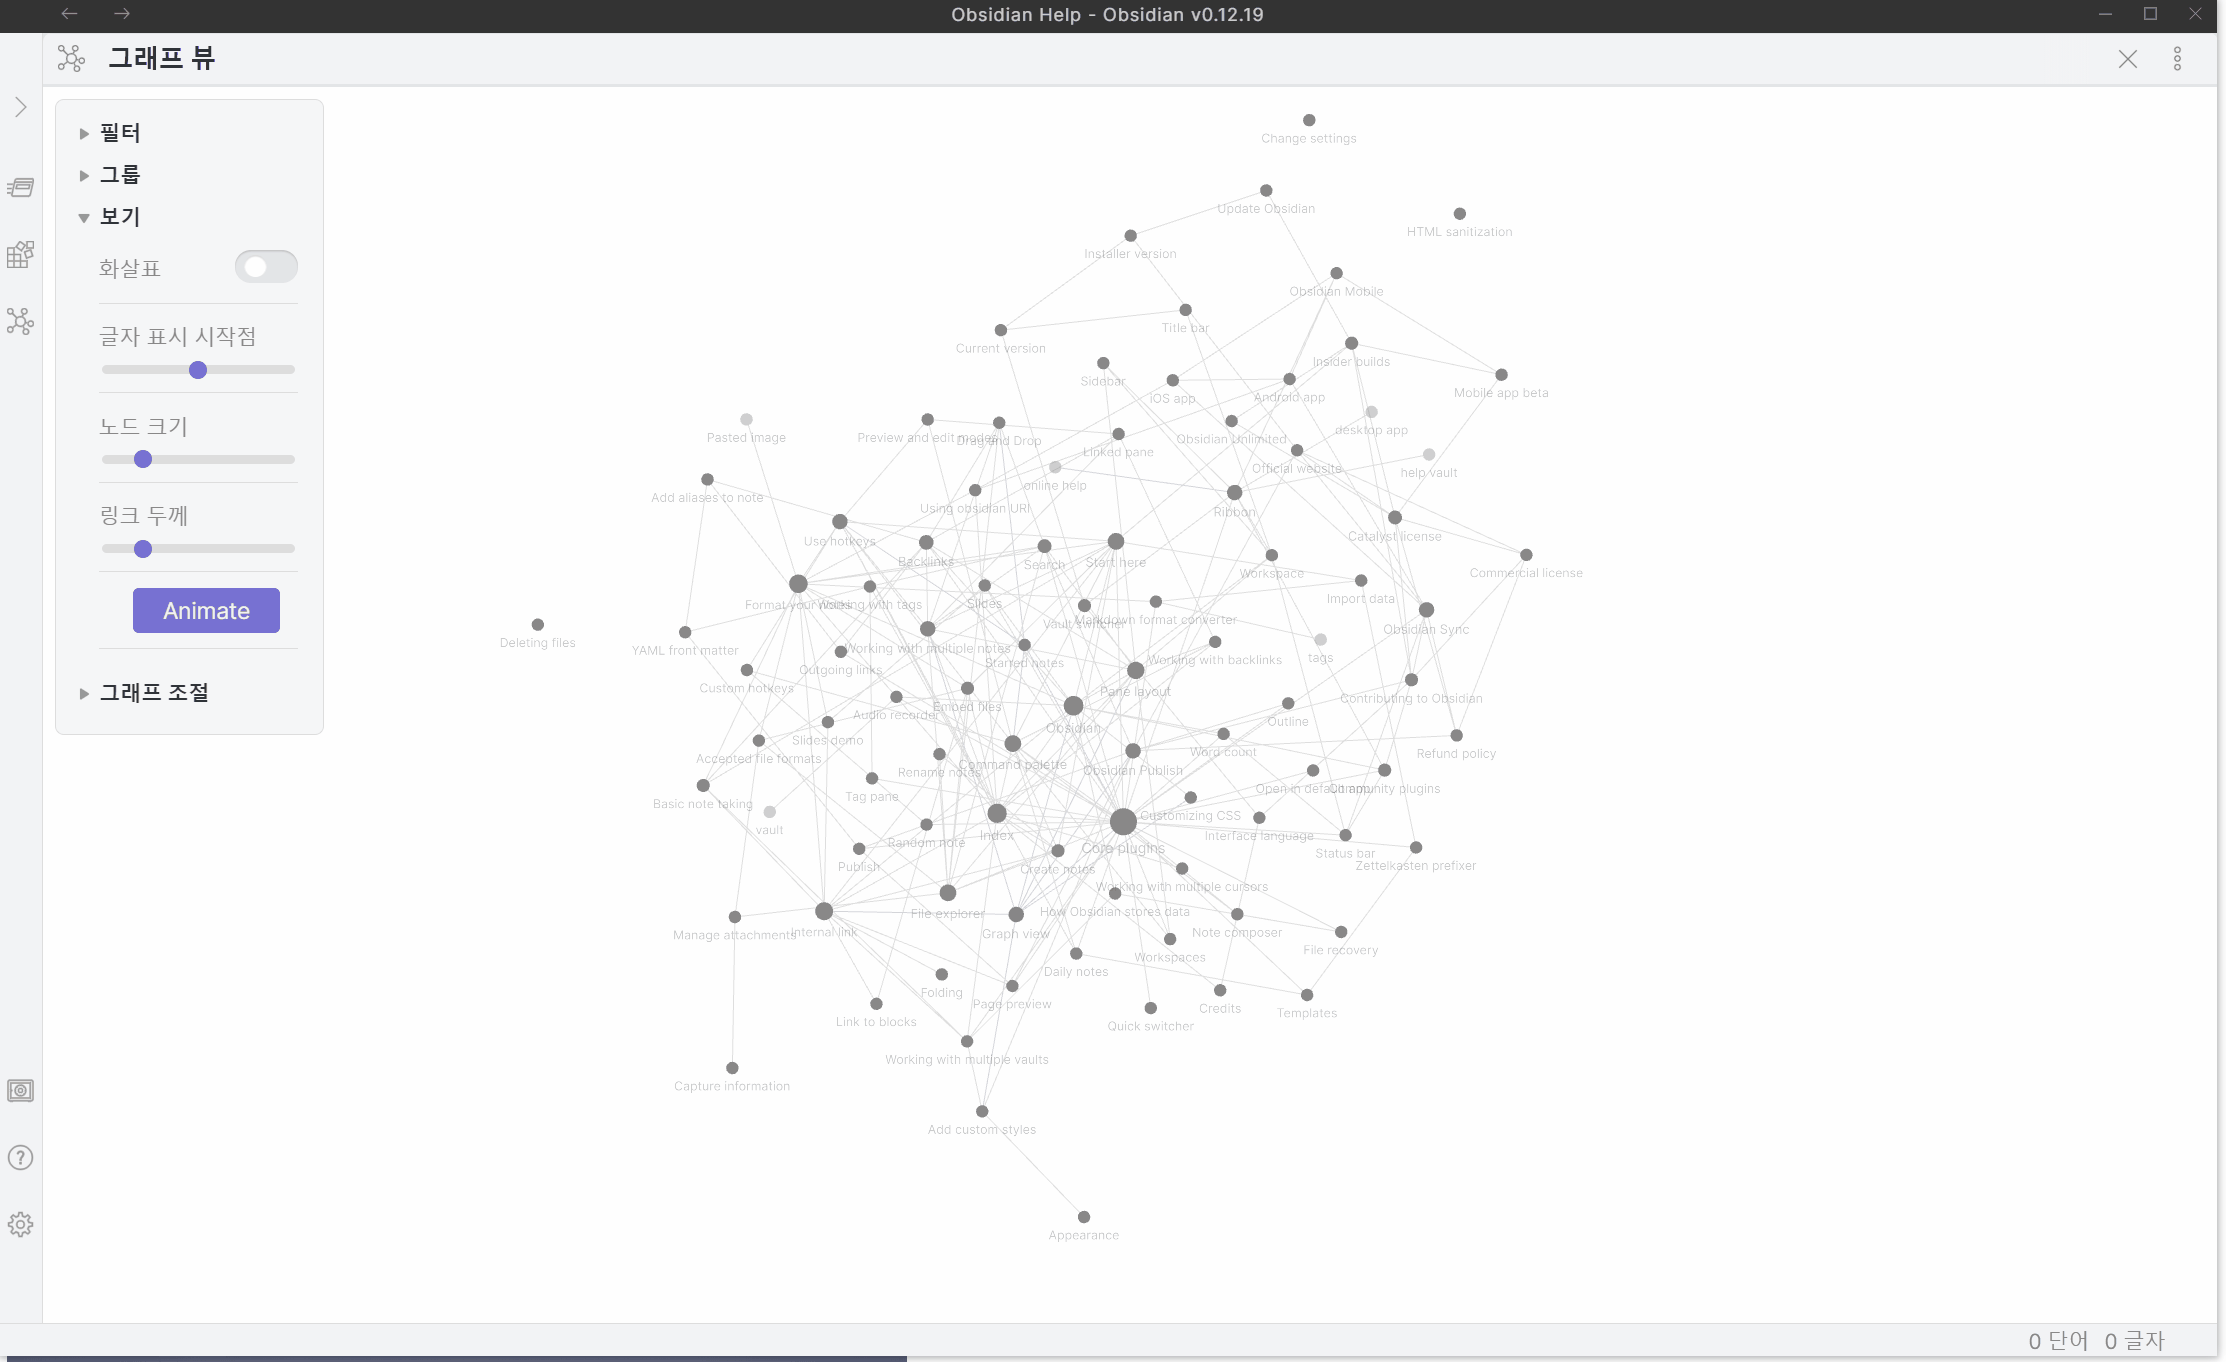 Obsidian Help - Obsidian v0.12.19
그래프 뷰
필터
그룹
보기
화살표
글자 표시 시작점
노드 크기
링크 두께
Animate
그래프 조절
Change settings
Update Obsidian
HTML sanitization
Installer version
Obsidian Mobile
Title bar
Current version
Insider builds
Sidebar
iOS app
Android app
Mobile app beta
Pasted image
Preview and edit modes
Drag and Drop
Linked pane
Obsidian Unlimited
desktop app
Official website
help vault
online help
Add aliases to note
Using obsidian URI
Ribbon
Use hotkeys
Backlinks
Search
Start here
Catalyst license
Workspace
Commercial license
Format your notes
Working with tags
Slides
Import data
Vault switcher
Markdown format converter
Obsidian Sync
Deleting files
YAML front matter
Outgoing links
Working with multiple notes
Starred notes
Working with backlinks
tags
Custom hotkeys
Pane layout
Contributing to Obsidian
Audio recorder
Embed files
Obsidian
Outline
Slides demo
Accepted file formats
Rename notes
Command palette
Obsidian Publish
Word count
Refund policy
Tag pane
Open in default app
Community plugins
Basic note taking
vault
Random note
Index
Core plugins
Customizing CSS
Interface language
Status bar
Publish
Create notes
Zettelkasten prefixer
Working with multiple cursors
File explorer
Graph view
How Obsidian stores data
Manage attachments
Internal link
Note composer
File recovery
Workspaces
Daily notes
Folding
Page preview
Link to blocks
Quick switcher
Credits
Templates
Working with multiple vaults
Capture information
Add custom styles
Appearance
0 단어 0 글자